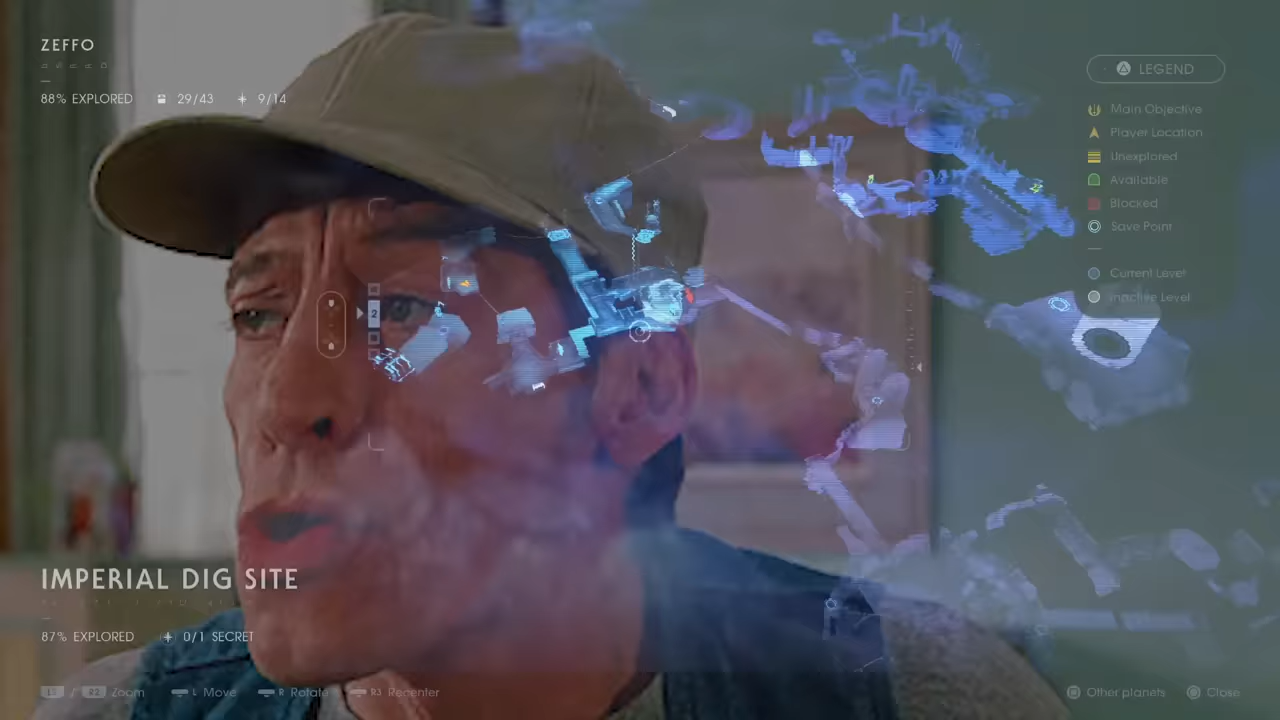 ZEFFO
88% EXPLORED 29/43 9/14
LEGEND
Main Objective
Player Location
Unexplored
Available
Blocked
Save Point
Current Level
Inactive Level
2
IMPERIAL DIG SITE
87% EXPLORED 0/1 SECRET
/ Zoom L Move R Rotate R3 Recenter
Other planets Close